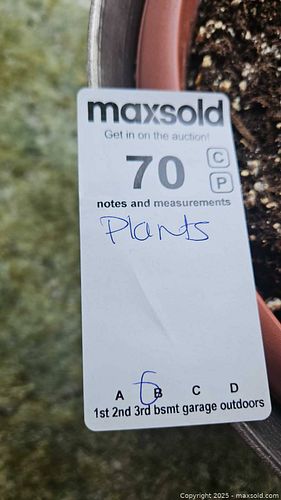 maxsold
Get in on the auction!
70
C
P
notes and measurements
Plants
A B C D
1st 2nd 3rd bsmt garage outdoors
Copyright 2025 - maxsold.com